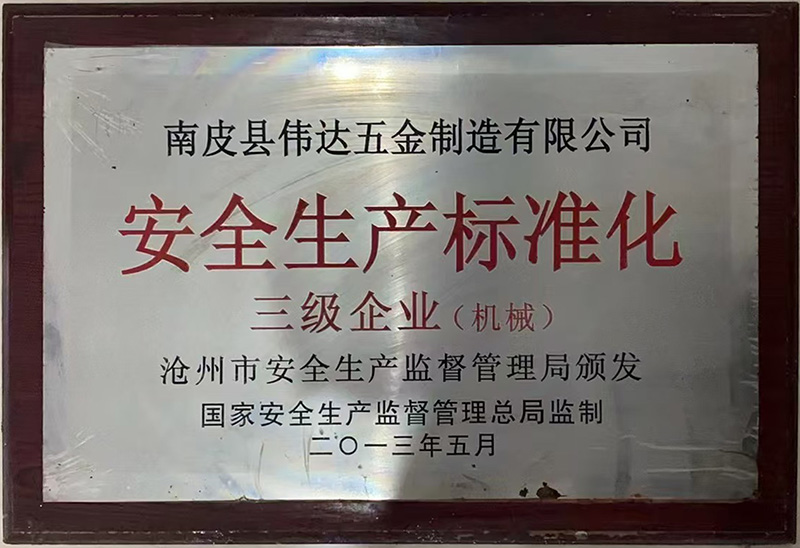 南皮县伟达五金制造有限公司
安全生产标准化
三级企业（机械）
沧州市安全生产监督管理局颁发
国家安全生产监督管理总局监制
二〇一三年五月